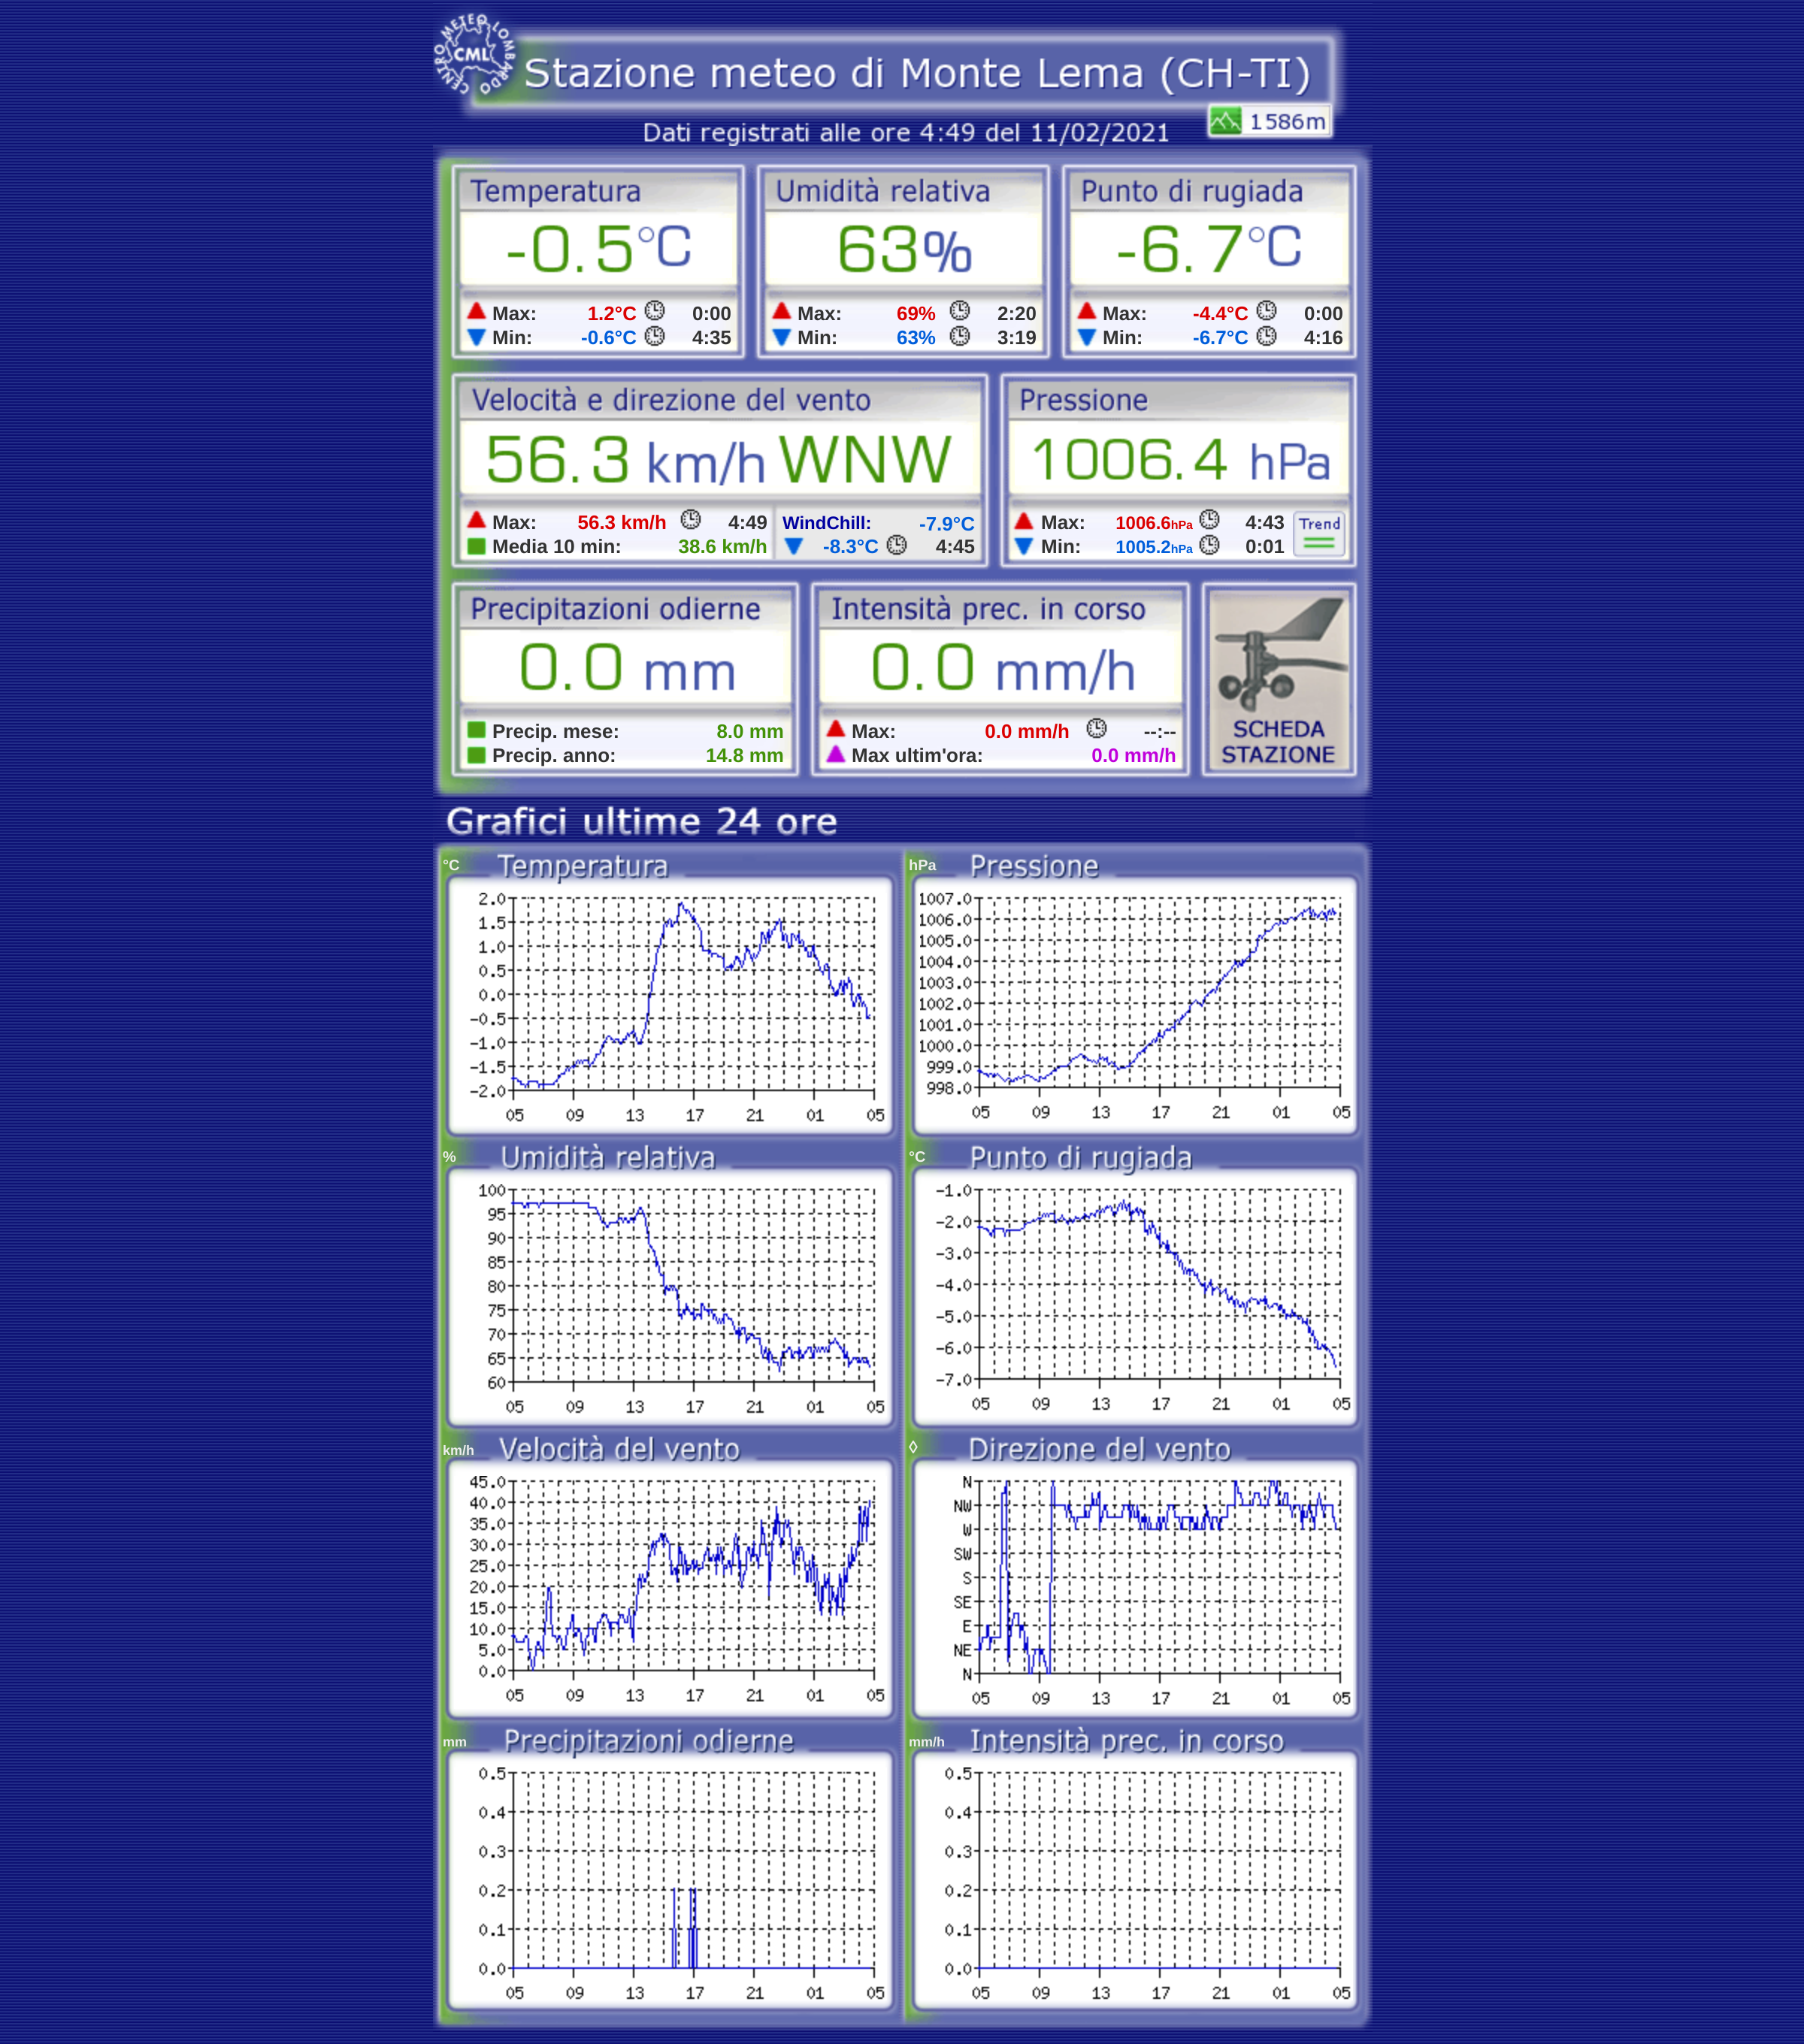 CENTRO METEO LOMBARDO
CML
Stazione meteo di Monte Lema (CH-TI)
1586m
Dati registrati alle ore 4:49 del 11/02/2021
Temperatura
-0.5°C
Max: 1.2°C 0:00
Min: -0.6°C 4:35
Umidità relativa
63%
Max: 69% 2:20
Min: 63% 3:19
Punto di rugiada
-6.7°C
Max: -4.4°C 0:00
Min: -6.7°C 4:16
Velocità e direzione del vento
56.3 km/h WNW
Max: 56.3 km/h 4:49
Media 10 min: 38.6 km/h
WindChill: -7.9°C
-8.3°C 4:45
Pressione
1006.4 hPa
Max: 1006.6hPa 4:43
Min: 1005.2hPa 0:01
Trend
Precipitazioni odierne
0.0 mm
Precip. mese: 8.0 mm
Precip. anno: 14.8 mm
Intensità prec. in corso
0.0 mm/h
Max: 0.0 mm/h --:--
Max ultim'ora: 0.0 mm/h
SCHEDA
STAZIONE
Grafici ultime 24 ore
°C Temperatura
2.0
1.5
1.0
0.5
0.0
-0.5
-1.0
-1.5
-2.0
05 09 13 17 21 01 05
hPa Pressione
1007.0
1006.0
1005.0
1004.0
1003.0
1002.0
1001.0
1000.0
999.0
998.0
05 09 13 17 21 01 05
% Umidità relativa
100
95
90
85
80
75
70
65
60
05 09 13 17 21 01 05
°C Punto di rugiada
-1.0
-2.0
-3.0
-4.0
-5.0
-6.0
-7.0
05 09 13 17 21 01 05
km/h Velocità del vento
45.0
40.0
35.0
30.0
25.0
20.0
15.0
10.0
5.0
0.0
05 09 13 17 21 01 05
◊ Direzione del vento
N
NW
W
SW
S
SE
E
NE
N
05 09 13 17 21 01 05
mm Precipitazioni odierne
0.5
0.4
0.3
0.2
0.1
0.0
05 09 13 17 21 01 05
mm/h Intensità prec. in corso
0.5
0.4
0.3
0.2
0.1
0.0
05 09 13 17 21 01 05